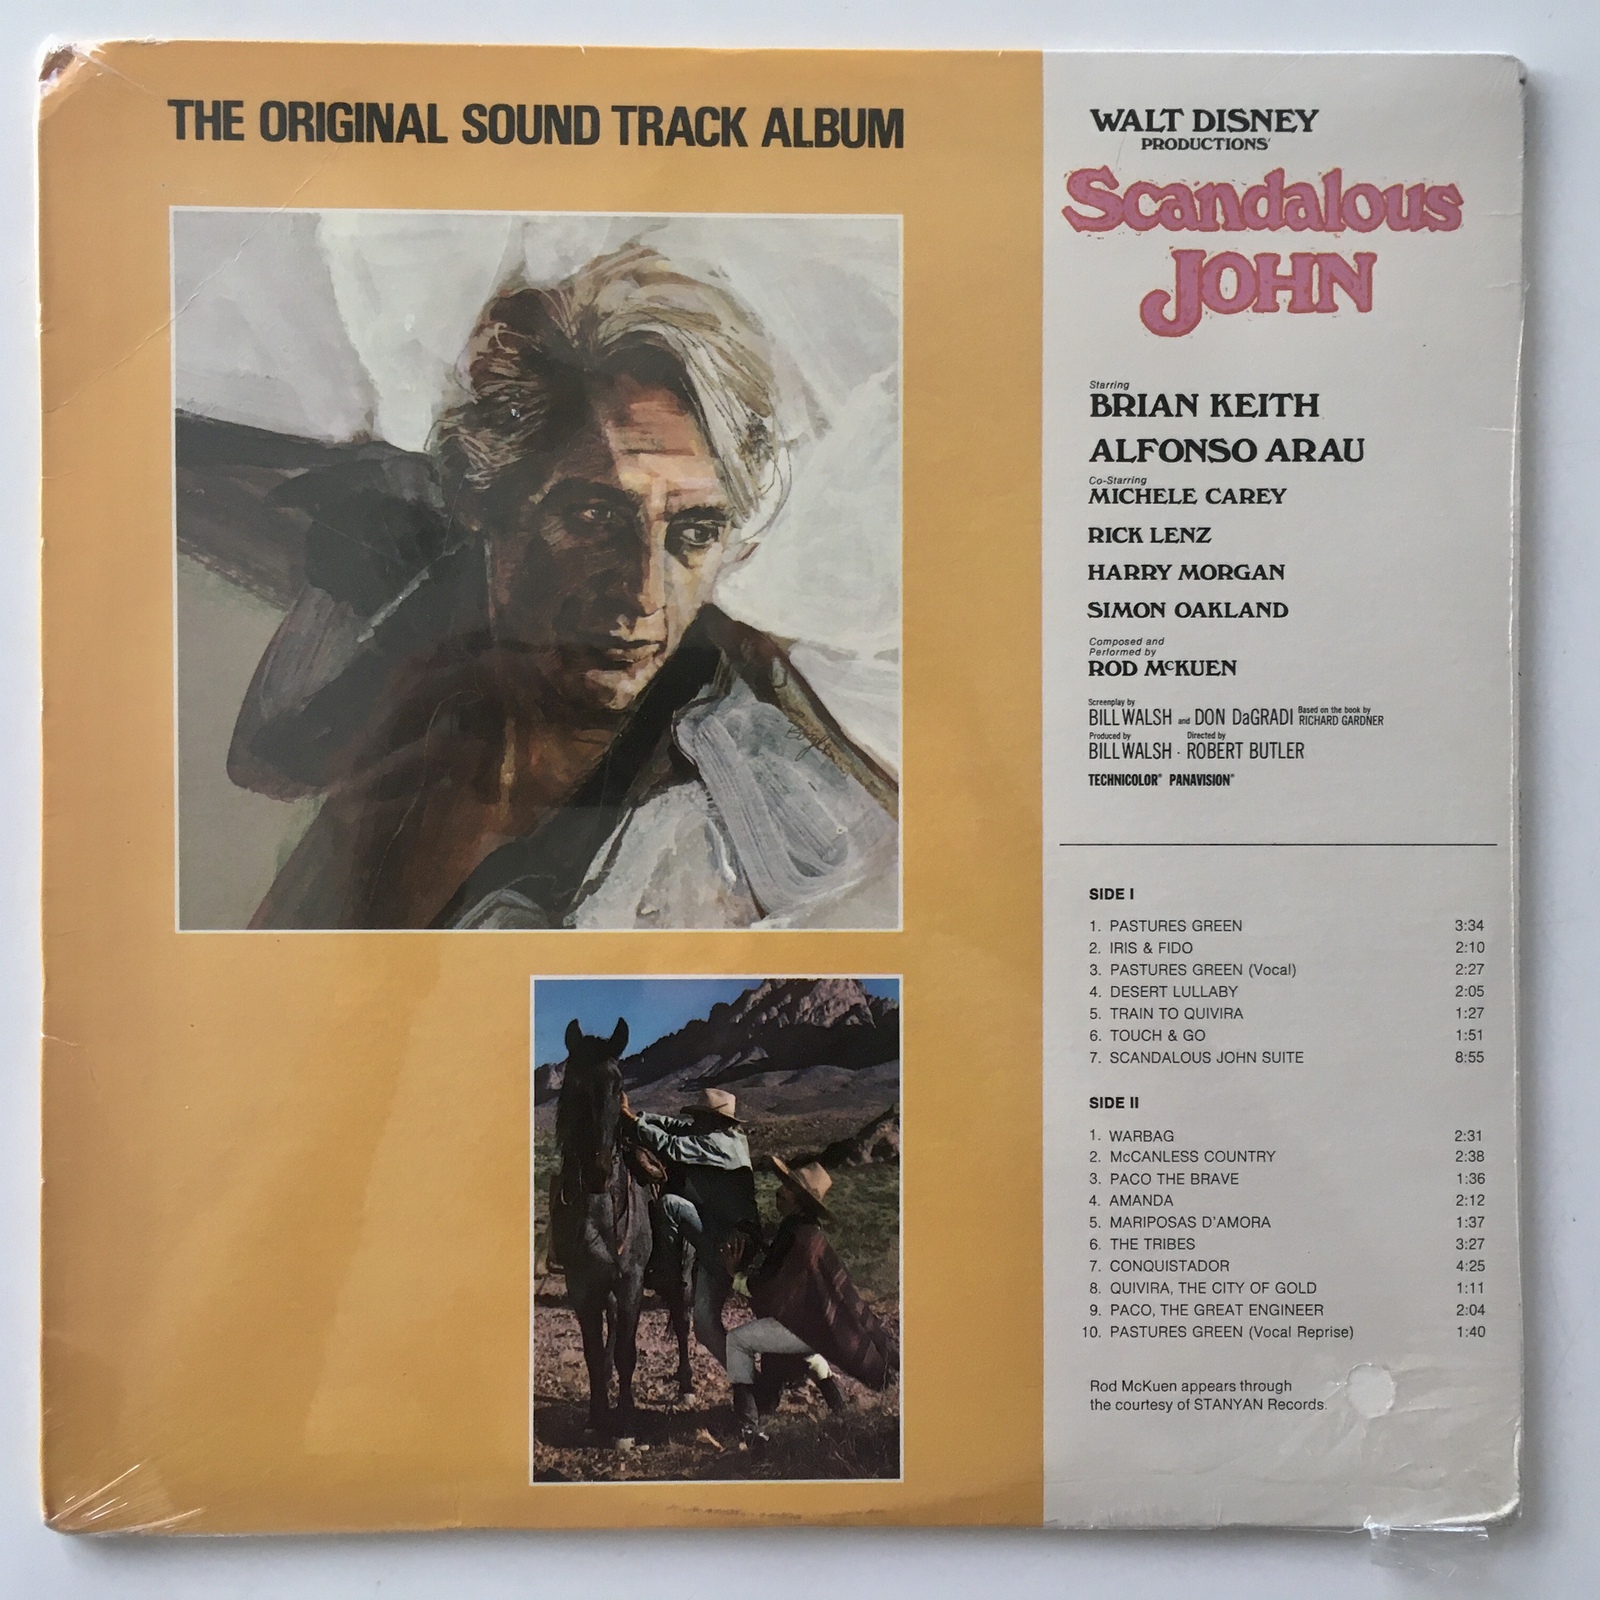 THE ORIGINAL SOUND TRACK ALBUM
WALT DISNEY
PRODUCTIONS'
Scandalous
JOHN
Starring
BRIAN KEITH
ALFONSO ARAU
Co-Starring
MICHELE CAREY
RICK LENZ
HARRY MORGAN
SIMON OAKLAND
Composed and
Performed by
ROD McKUEN
Screenplay by
BILL WALSH and DON DaGRADI Based on the book by RICHARD GARDNER
Produced by Directed by
BILL WALSH · ROBERT BUTLER
TECHNICOLOR® PANAVISION®
SIDE I
1. PASTURES GREEN 3:34
2. IRIS & FIDO 2:10
3. PASTURES GREEN (Vocal) 2:27
4. DESERT LULLABY 2:05
5. TRAIN TO QUIVIRA 1:27
6. TOUCH & GO 1:51
7. SCANDALOUS JOHN SUITE 8:55
SIDE II
1. WARBAG 2:31
2. McCANLESS COUNTRY 2:38
3. PACO THE BRAVE 1:36
4. AMANDA 2:12
5. MARIPOSAS D'AMORA 1:37
6. THE TRIBES 3:27
7. CONQUISTADOR 4:25
8. QUIVIRA, THE CITY OF GOLD 1:11
9. PACO, THE GREAT ENGINEER 2:04
10. PASTURES GREEN (Vocal Reprise) 1:40
Rod McKuen appears through
the courtesy of STANYAN Records.